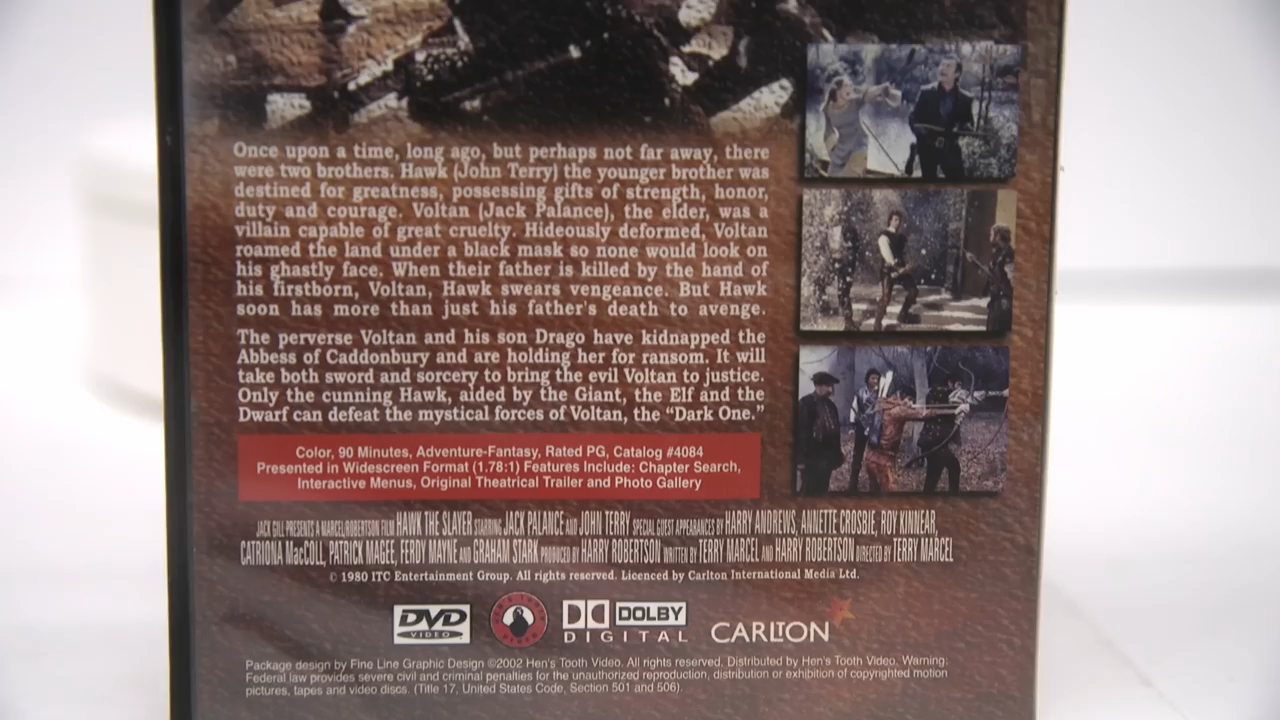 Once upon a time, long ago, but perhaps not far away, there
were two brothers. Hawk (John Terry) the younger brother was
destined for greatness, possessing gifts of strength, honor,
duty and courage. Voltan (Jack Palance), the elder, was a
villain capable of great cruelty. Hideously deformed, Voltan
roamed the land under a black mask so none would look on
his ghastly face. When their father is killed by the hand of
his firstborn, Voltan, Hawk swears vengeance. But Hawk
soon has more than just his father's death to avenge.
The perverse Voltan and his son Drago have kidnapped the
Abbess of Caddonbury and are holding her for ransom. It will
take both sword and sorcery to bring the evil Voltan to justice.
Only the cunning Hawk, aided by the Giant, the Elf and the
Dwarf can defeat the mystical forces of Voltan, the “Dark One.”
Color, 90 Minutes, Adventure-Fantasy, Rated PG, Catalog #4084
Presented in Widescreen Format (1.78:1) Features Include: Chapter Search,
Interactive Menus, Original Theatrical Trailer and Photo Gallery
JACK GILL PRESENTS A MARCEL/ROBERTSON FILM HAWK THE SLAYER STARRING JACK PALANCE AND JOHN TERRY SPECIAL GUEST APPEARANCES BY HARRY ANDREWS, ANNETTE CROSBIE, ROY KINNEAR,
CATRIONA MacCOLL, PATRICK MAGEE, FERDY MAYNE AND GRAHAM STARK PRODUCED BY HARRY ROBERTSON WRITTEN BY TERRY MARCEL AND HARRY ROBERTSON DIRECTED BY TERRY MARCEL
© 1980 ITC Entertainment Group. All rights reserved. Licenced by Carlton International Media Ltd.
DVD VIDEO HEN'S TOOTH VIDEO DOLBY DIGITAL CARLTON
Package design by Fine Line Graphic Design ©2002 Hen's Tooth Video. All rights reserved. Distributed by Hen's Tooth Video. Warning:
Federal law provides severe civil and criminal penalties for the unauthorized reproduction, distribution or exhibition of copyrighted motion
pictures, tapes and video discs. (Title 17, United States Code, Section 501 and 506).